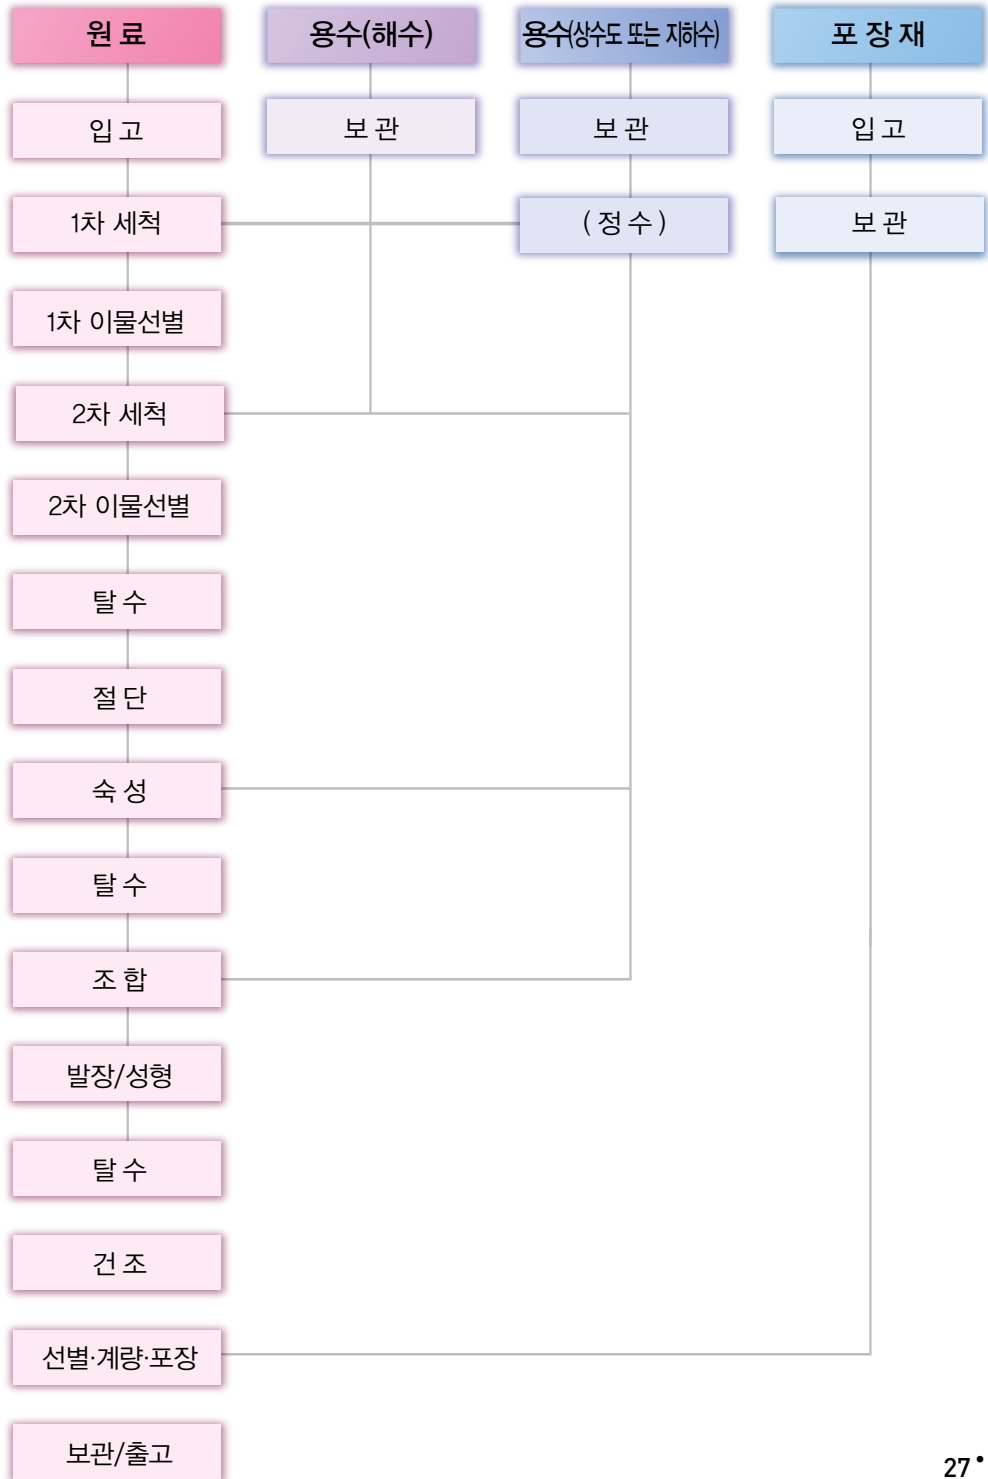 원료 용수(해수) 용수(상수도 또는 지하수) 포장재
입고 보관 보관 입고
1차 세척 (정수) 보관
1차 이물선별
2차 세척
2차 이물선별
탈수
절단
숙성
탈수
조합
발장/성형
탈수
건조
선별·계량·포장
보관/출고
27